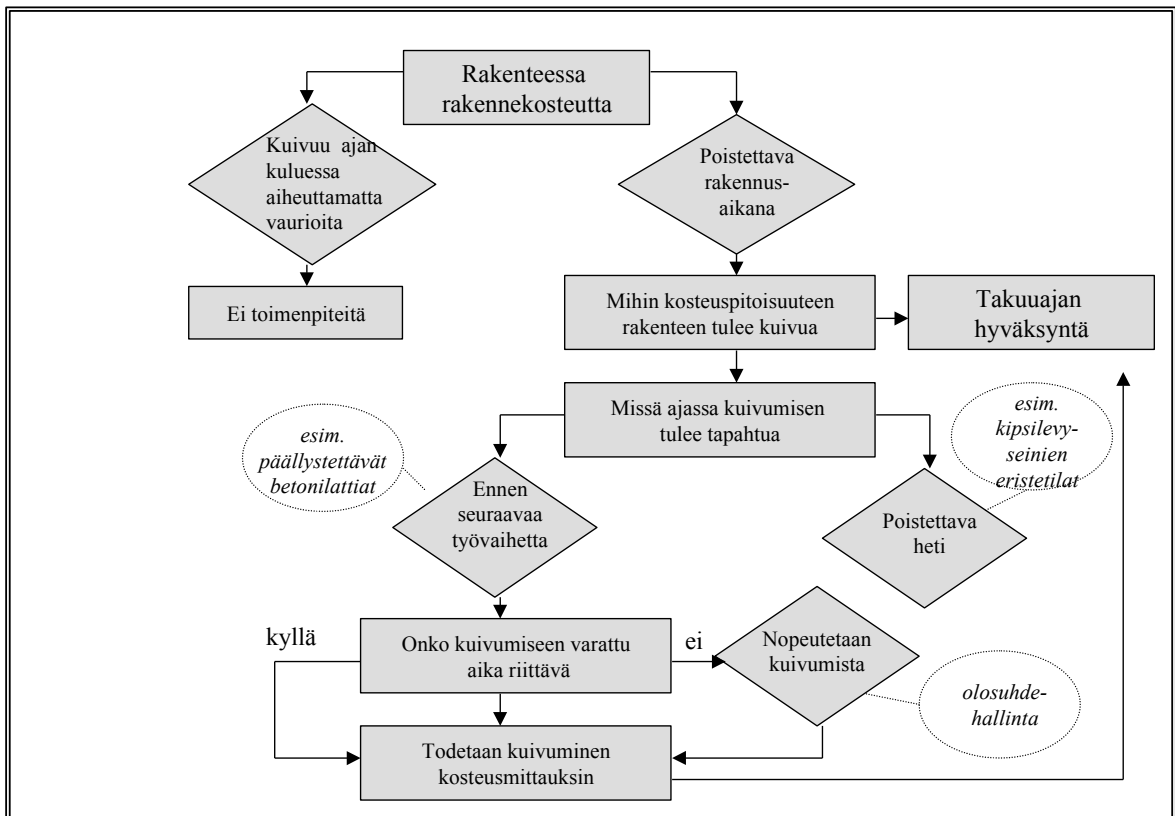 Rakenteessa
rakennekosteutta
Kuivuu ajan
kuluessa
aiheuttamatta
vaurioita
Poistettava
rakennus-
aikana
Ei toimenpiteitä
Mihin kosteuspitoisuuteen
rakenteen tulee kuivua
Takuuajan
hyväksyntä
Missä ajassa kuivumisen
tulee tapahtua
esim.
päällystettävät
betonilattiat
esim.
kipsilevy-
seinien
eristetilat
Ennen
seuraavaa
työvaihetta
Poistettava
heti
kyllä
Onko kuivumiseen varattu
aika riittävä
ei
Nopeutetaan
kuivumista
olosuhde-
hallinta
Todetaan kuivuminen
kosteusmittauksin